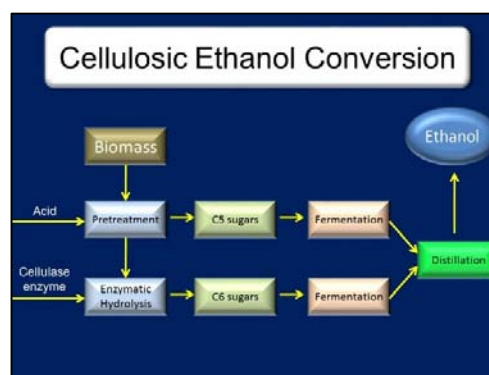 Cellulosic Ethanol Conversion
Biomass
Ethanol
Acid
Pretreatment
C5 sugars
Fermentation
Distillation
Cellulase
enzyme
Enzymatic
Hydrolysis
C6 sugars
Fermentation